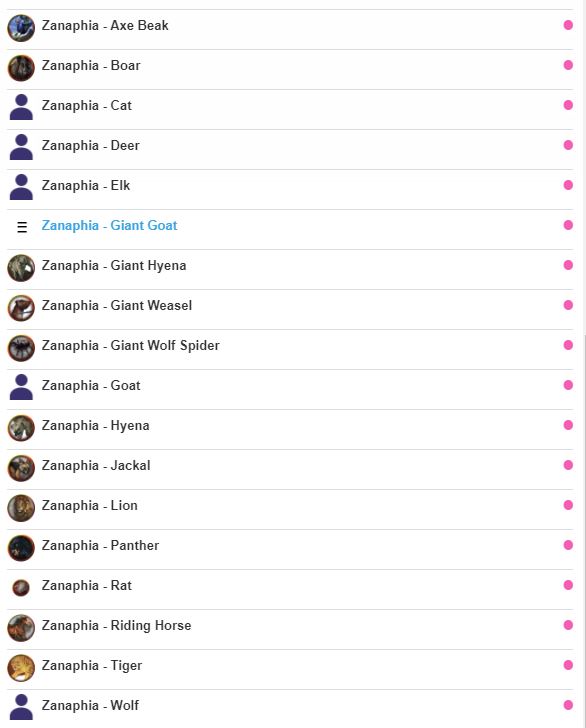 Zanaphia - Axe Beak
Zanaphia - Boar
Zanaphia - Cat
Zanaphia - Deer
Zanaphia - Elk
Zanaphia - Giant Goat
Zanaphia - Giant Hyena
Zanaphia - Giant Weasel
Zanaphia - Giant Wolf Spider
Zanaphia - Goat
Zanaphia - Hyena
Zanaphia - Jackal
Zanaphia - Lion
Zanaphia - Panther
Zanaphia - Rat
Zanaphia - Riding Horse
Zanaphia - Tiger
Zanaphia - Wolf